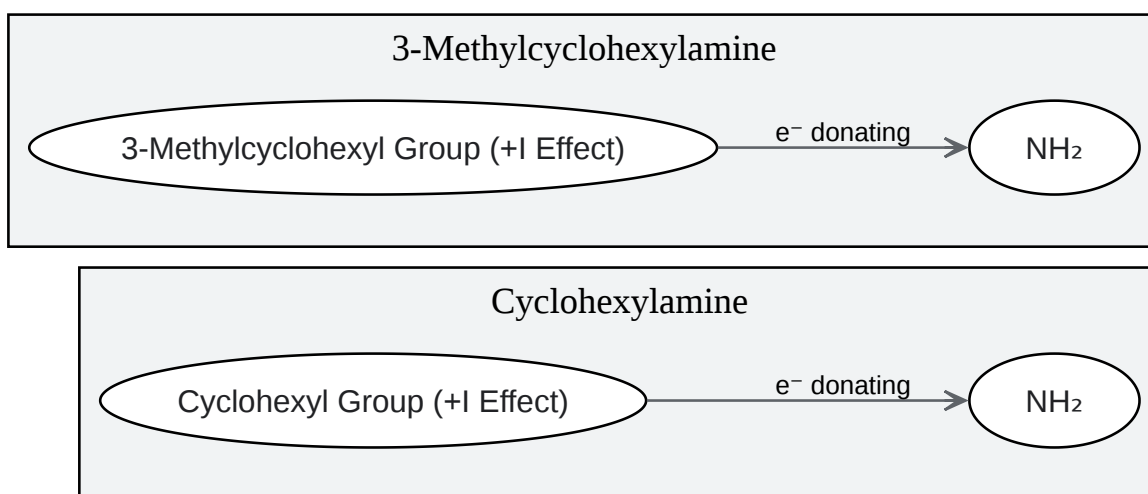 3-Methylcyclohexylamine
3-Methylcyclohexyl Group (+I Effect)
e⁻ donating
NH₂
Cyclohexylamine
Cyclohexyl Group (+I Effect)
e⁻ donating
NH₂